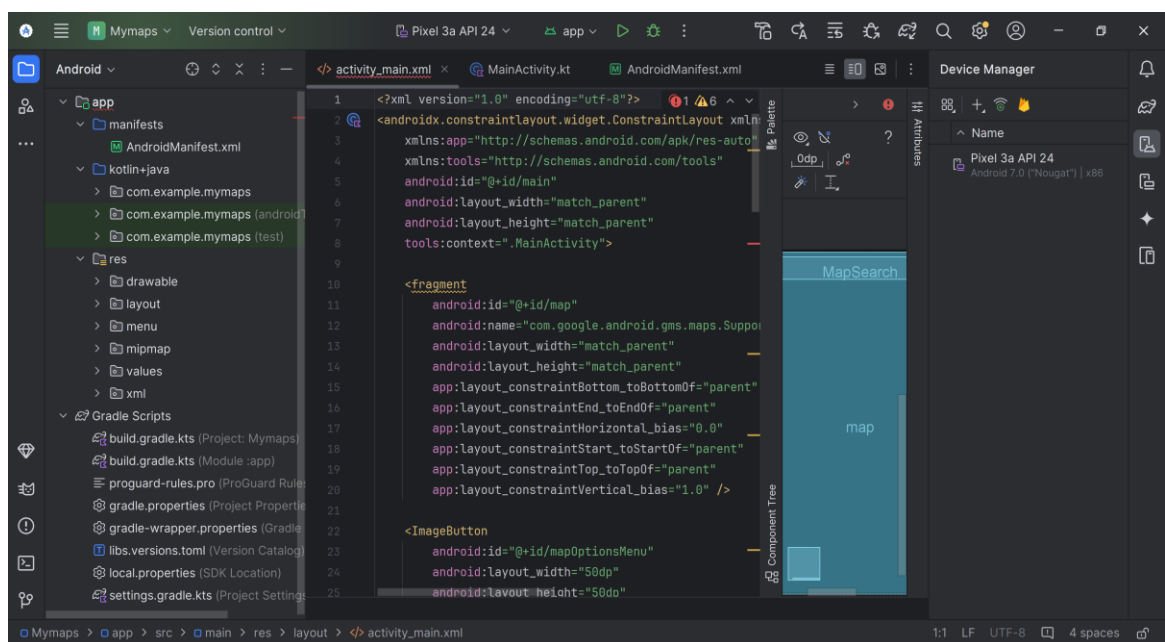 M Mymaps Version control Pixel 3a API 24 app
Android
app
manifests
AndroidManifest.xml
kotlin+java
com.example.mymaps
com.example.mymaps (androidT
com.example.mymaps (test)
res
drawable
layout
menu
mipmap
values
xml
Gradle Scripts
build.gradle.kts (Project: Mymaps)
build.gradle.kts (Module :app)
proguard-rules.pro (ProGuard Rule
gradle.properties (Project Propertie
gradle-wrapper.properties (Gradle
libs.versions.toml (Version Catalog)
local.properties (SDK Location)
settings.gradle.kts (Project Setting
activity_main.xml MainActivity.kt AndroidManifest.xml
1 <?xml version="1.0" encoding="utf-8"?> 1 6
2 <androidx.constraintlayout.widget.ConstraintLayout xmln
3 xmlns:app="http://schemas.android.com/apk/res-auto"
4 xmlns:tools="http://schemas.android.com/tools"
5 android:id="@+id/main"
6 android:layout_width="match_parent"
7 android:layout_height="match_parent"
8 tools:context=".MainActivity">
9
10 <fragment
11 android:id="@+id/map"
12 android:name="com.google.android.gms.maps.Suppor
13 android:layout_width="match_parent"
14 android:layout_height="match_parent"
15 app:layout_constraintBottom_toBottomOf="parent"
16 app:layout_constraintEnd_toEndOf="parent"
17 app:layout_constraintHorizontal_bias="0.0"
18 app:layout_constraintStart_toStartOf="parent"
19 app:layout_constraintTop_toTopOf="parent"
20 app:layout_constraintVertical_bias="1.0" />
21
22 <ImageButton
23 android:id="@+id/mapOptionsMenu"
24 android:layout_width="50dp"
25 android:layout_height="50dp"
Palette
Component Tree
0dp
?
MapSearch
map
Attributes
Device Manager
Name
Pixel 3a API 24
Android 7.0 ("Nougat") | x86
Mymaps > app > src > main > res > layout > activity_main.xml
1:1 LF UTF-8 4 spaces